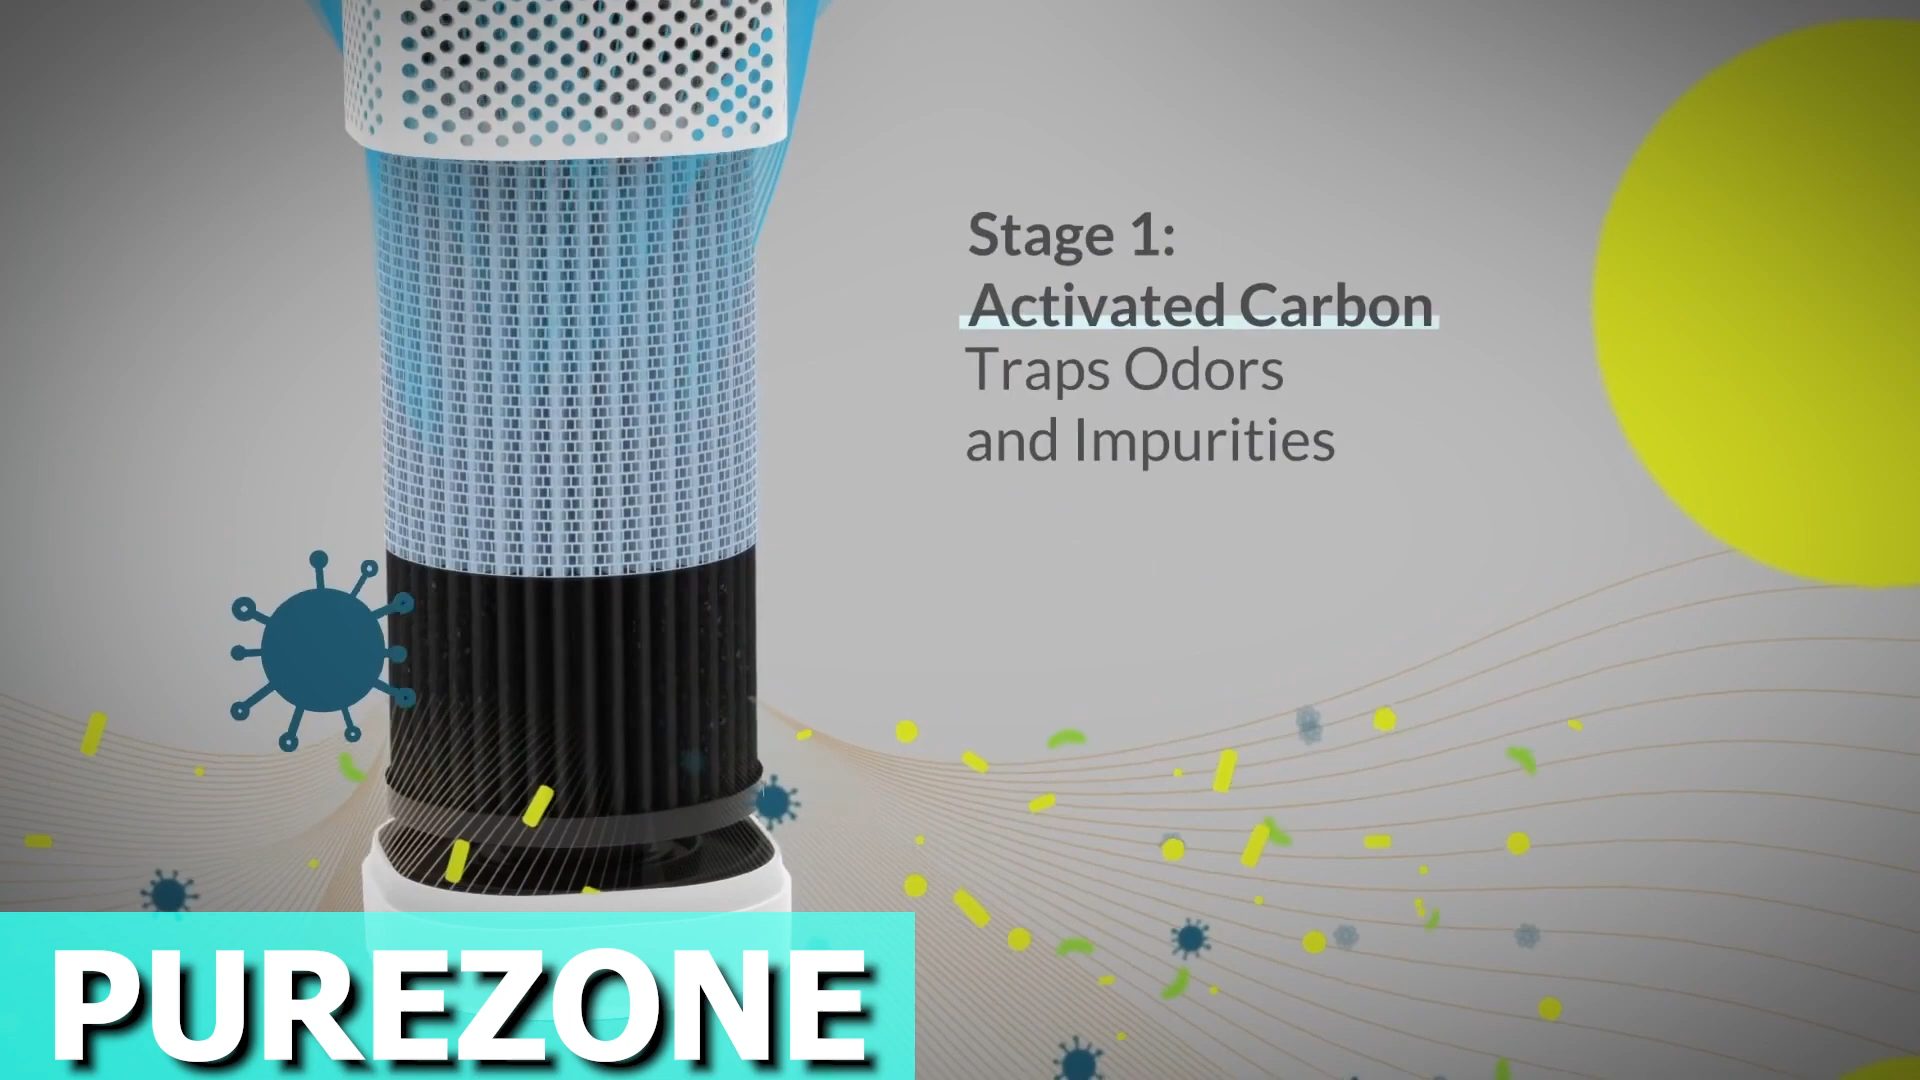 Stage 1:
Activated Carbon
Traps Odors
and Impurities
PUREZONE